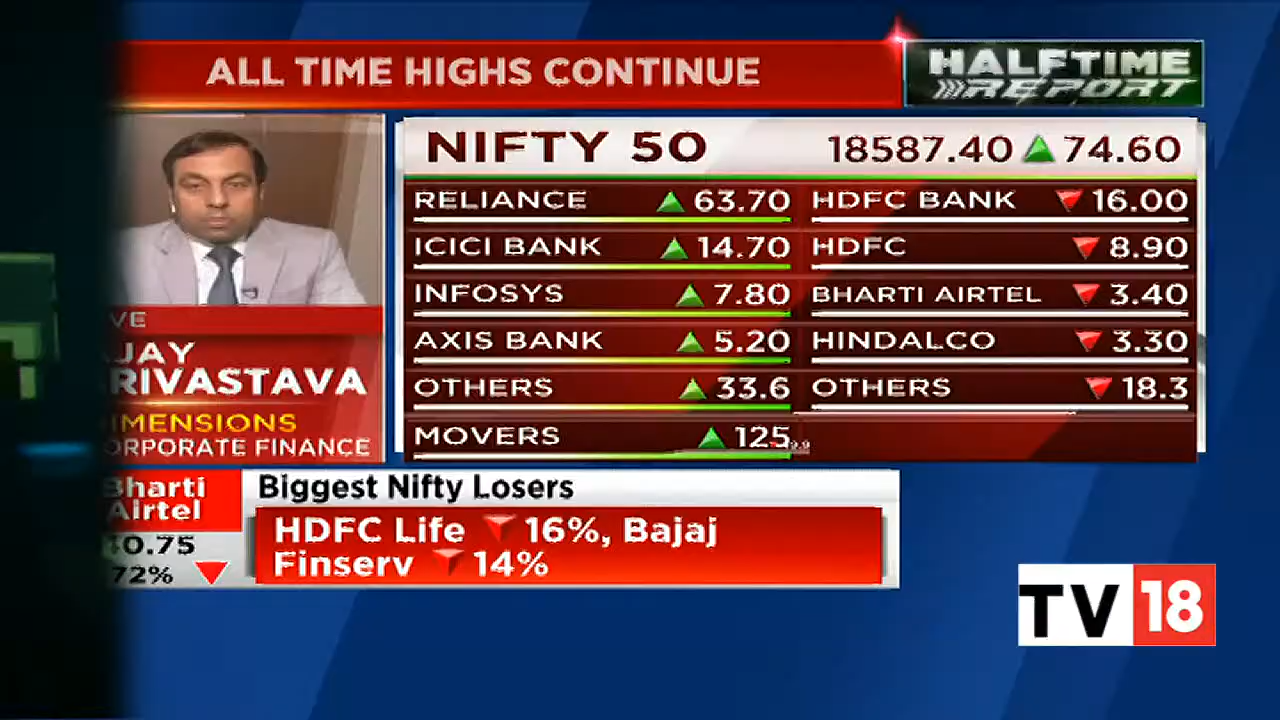 ALL TIME HIGHS CONTINUE
HALFTIME
REPORT
NIFTY 50 18587.40 74.60
RELIANCE 63.70 HDFC BANK 16.00
ICICI BANK 14.70 HDFC 8.90
INFOSYS 7.80 BHARTI AIRTEL 3.40
AXIS BANK 5.20 HINDALCO 3.30
OTHERS 33.6 OTHERS 18.3
MOVERS 125
VE
JAY
RIVASTAVA
IMENSIONS
ORPORATE FINANCE
Bharti
Airtel
0.75
72%
Biggest Nifty Losers
HDFC Life 16%, Bajaj
Finserv 14%
TV18